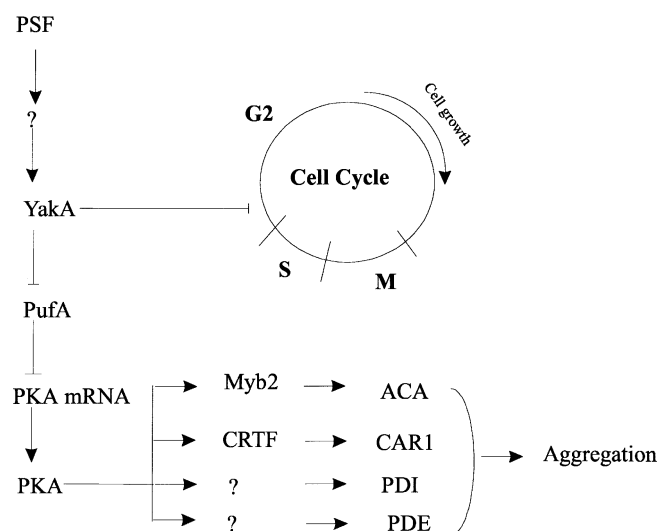 PSF
?
YakA
PufA
PKA mRNA
PKA
G2
Cell growth
Cell Cycle
S
M
Myb2
ACA
CRTF
CAR1
?
PDI
?
PDE
Aggregation